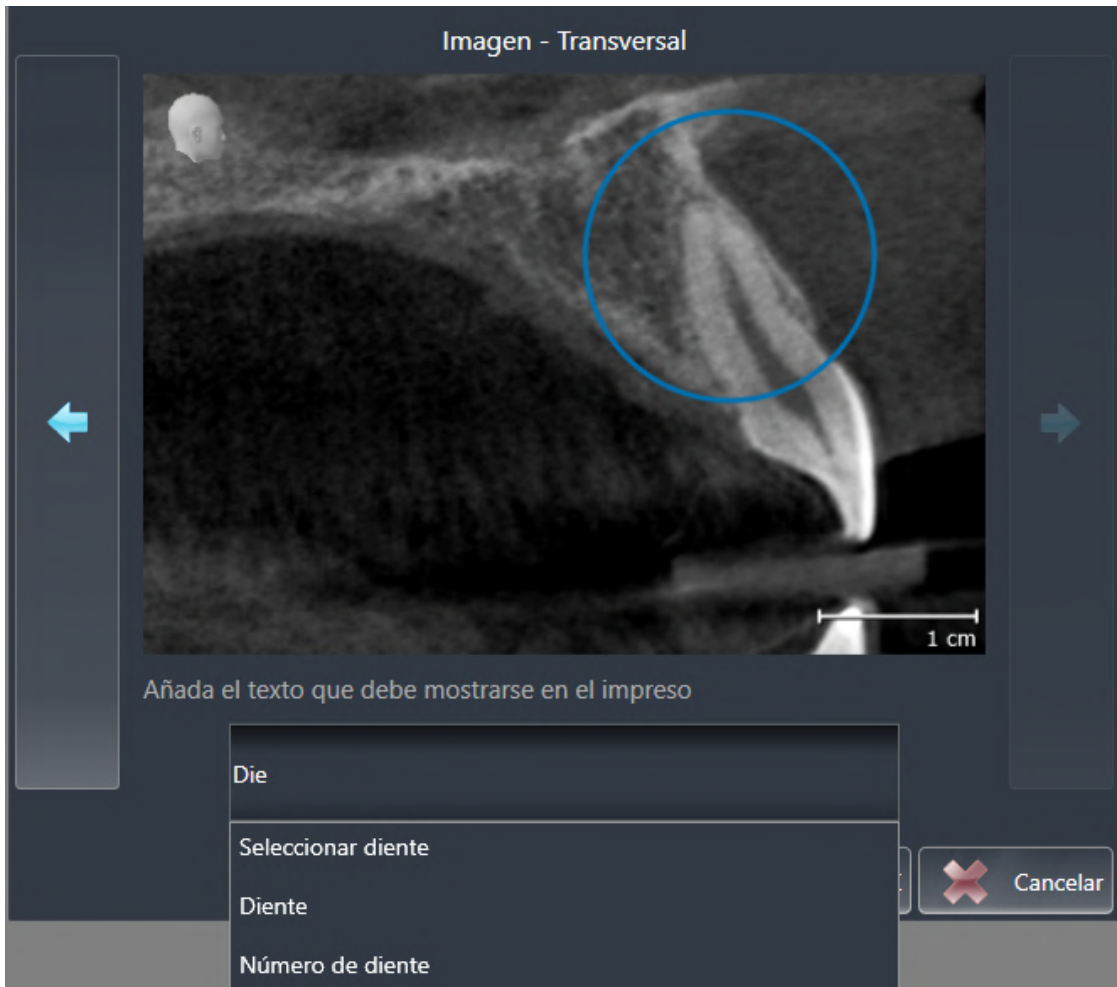 Imagen - Transversal
1 cm
Añada el texto que debe mostrarse en el impreso
Die
Seleccionar diente
Cancelar
Diente
Número de diente